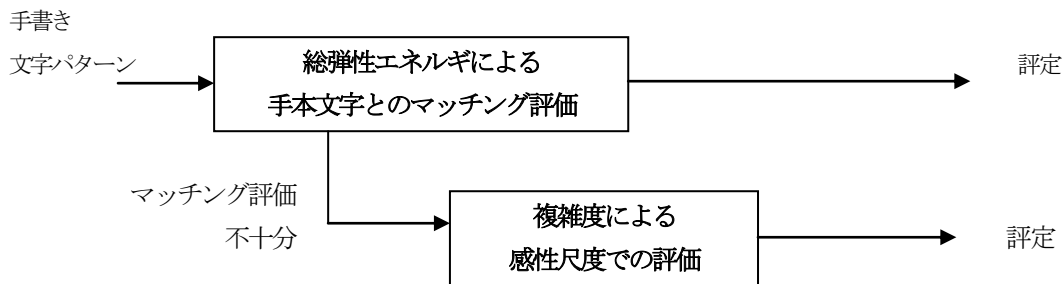 手書き
文字パターン
総弾性エネルギによる
手本文字とのマッチング評価
評定
マッチング評価
不十分
複雑度による
感性尺度での評価
評定